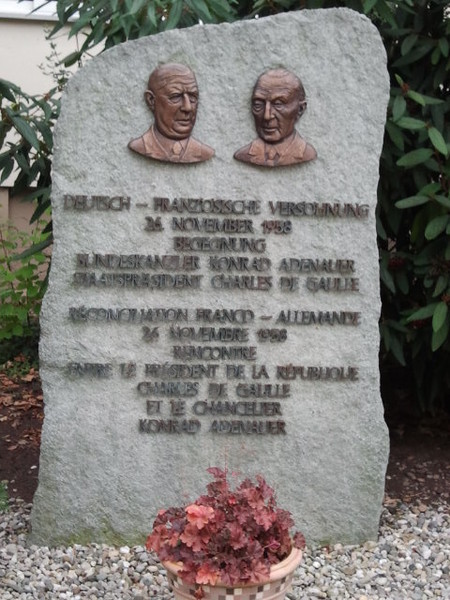 DEUTSCH – FRANZÖSISCHE VERSÖHNUNG
26. NOVEMBER 1958
BEGEGNUNG
BUNDESKANZLER KONRAD ADENAUER
STAATSPRÄSIDENT CHARLES DE GAULLE
RÉCONCILIATION FRANCO – ALLEMANDE
26 NOVEMBRE 1958
RENCONTRE
ENTRE LE PRÉSIDENT DE LA RÉPUBLIQUE
CHARLES DE GAULLE
ET LE CHANCELIER
KONRAD ADENAUER